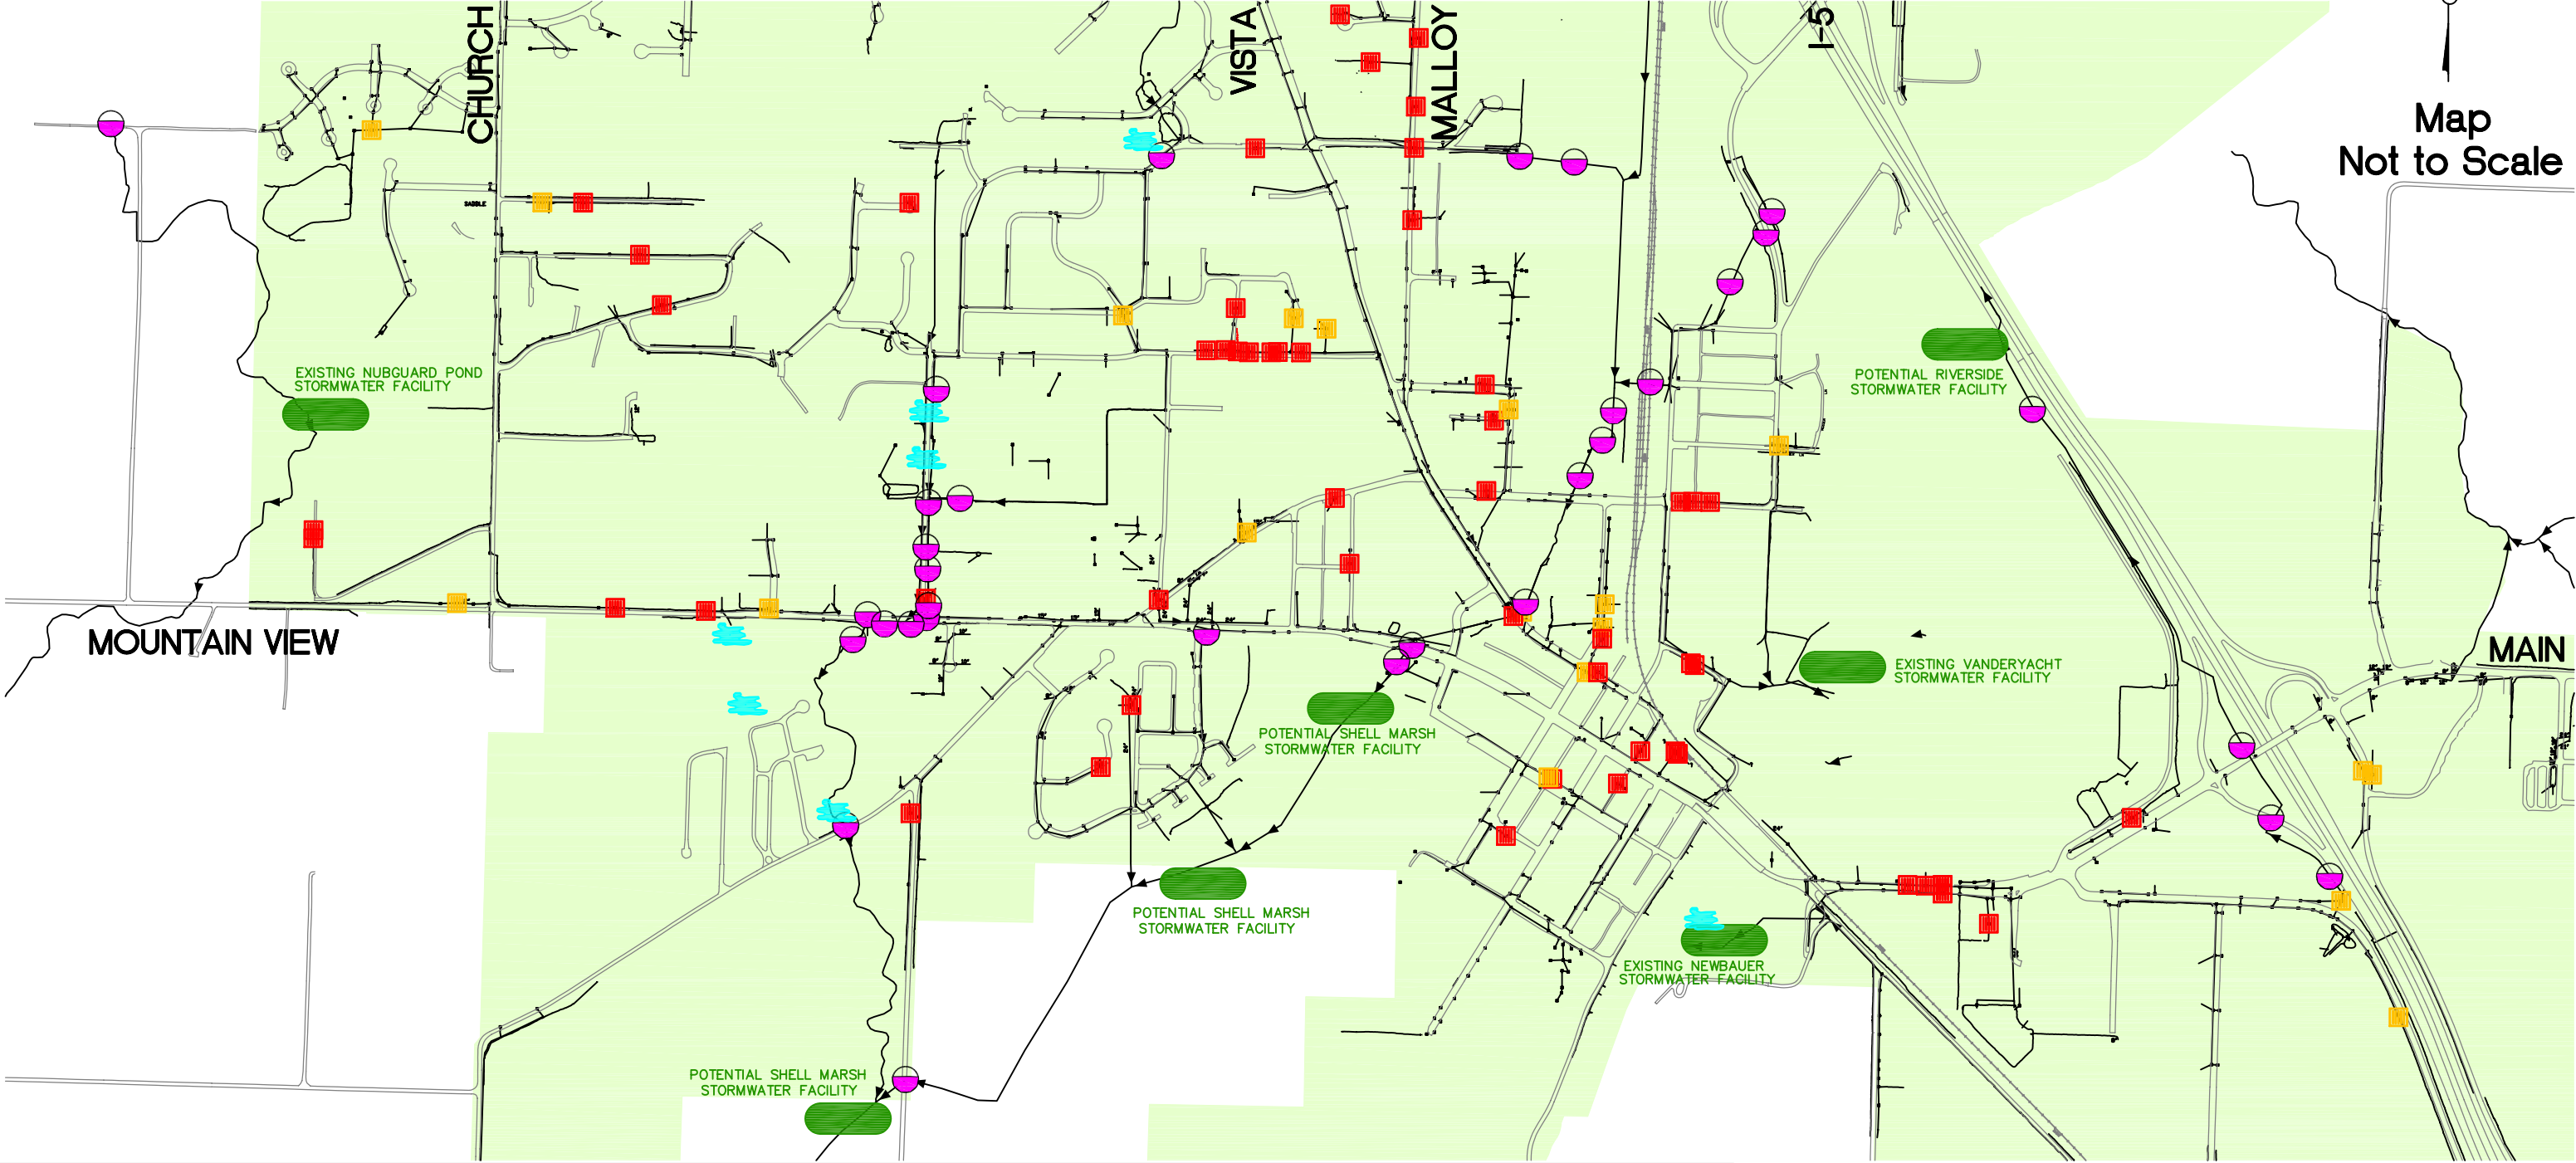 CHURCH
VISTA
MALLOY
I-5
Map
Not to Scale
SADDLE
EXISTING NUBGUARD POND
STORMWATER FACILITY
POTENTIAL RIVERSIDE
STORMWATER FACILITY
MOUNTAIN VIEW
MAIN
EXISTING VANDERYACHT
STORMWATER FACILITY
POTENTIAL SHELL MARSH
STORMWATER FACILITY
POTENTIAL SHELL MARSH
STORMWATER FACILITY
EXISTING NEWBAUER
STORMWATER FACILITY
POTENTIAL SHELL MARSH
STORMWATER FACILITY